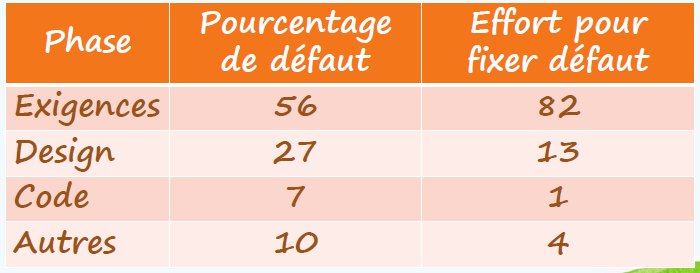 Phase Pourcentage de défaut Effort pour fixer défaut
Exigences 56 82
Design 27 13
Code 7 1
Autres 10 4